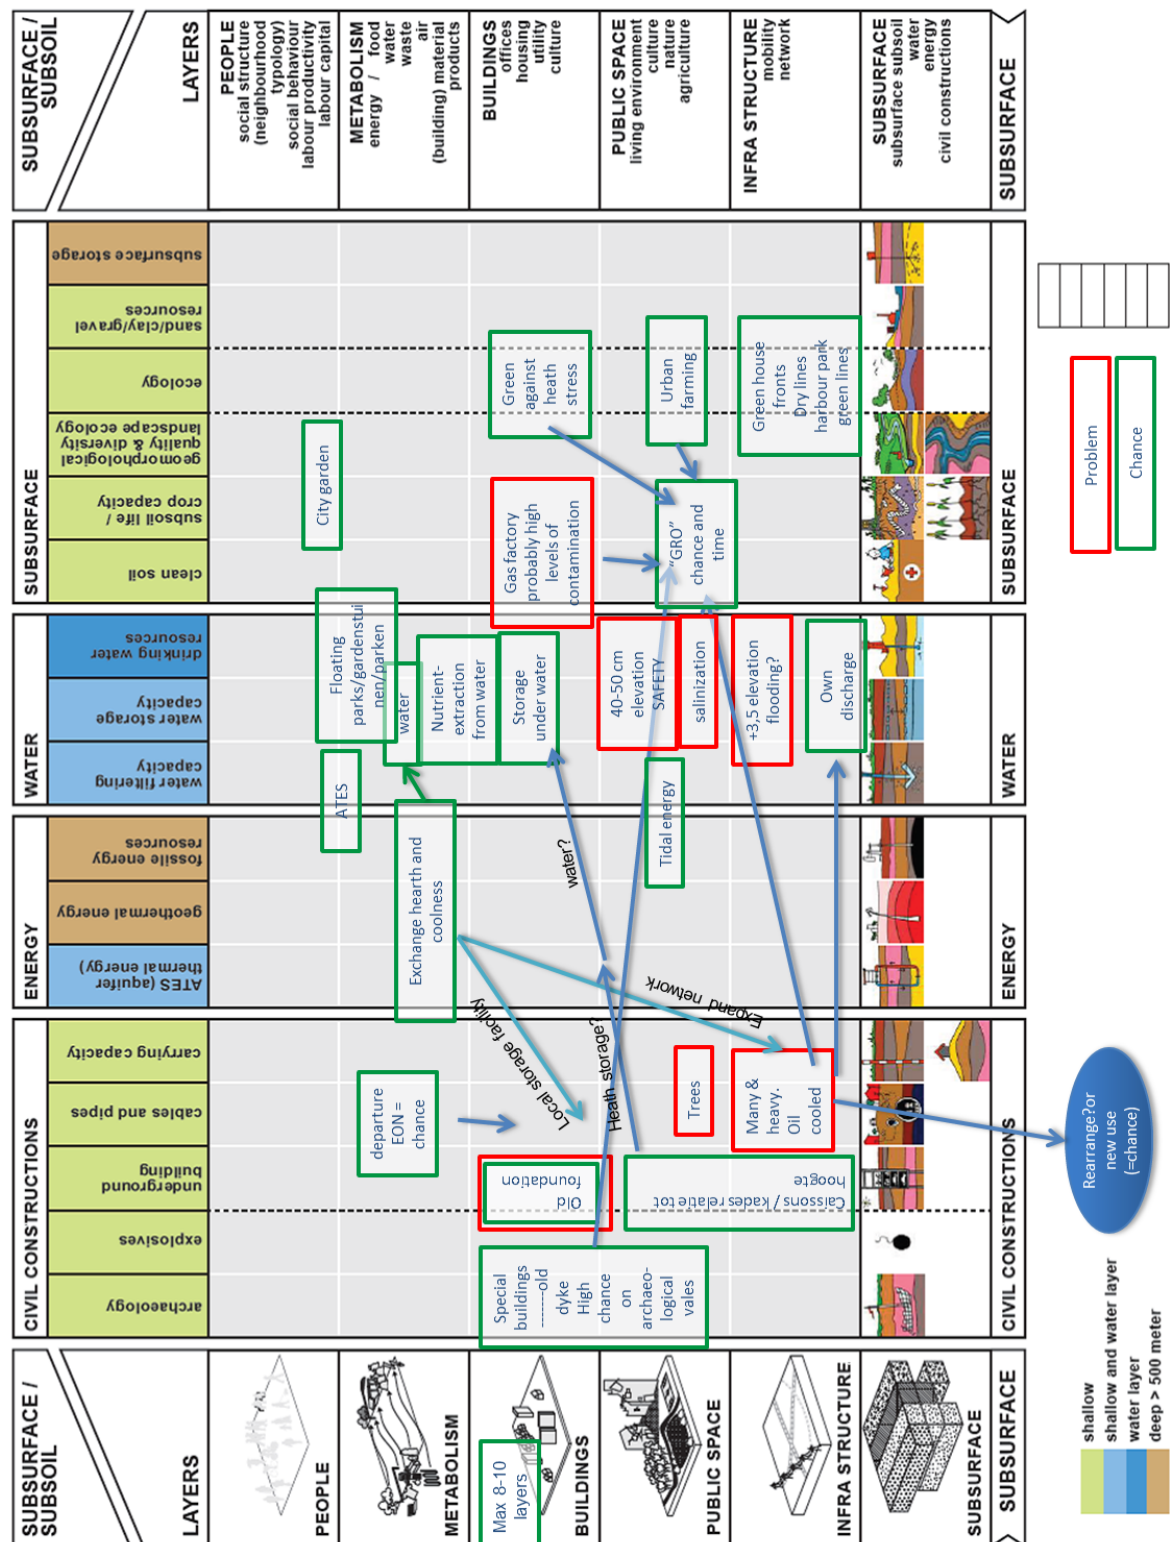 SUBSURFACE /
SUBSOIL
LAYERS
PEOPLE
social structure
(neighbourhood
typology)
social behaviour
labour productivity
labour capital
METABOLISM
energy / food
water
waste
air
(building) material
products
BUILDINGS
offices
housing
utility
culture
PUBLIC SPACE
living environment
culture
nature
agriculture
INFRA STRUCTURE
mobility
network
SUBSURFACE
subsurface subsoil
water
energy
civil constructions
SUBSURFACE
SUBSURFACE
subsurface storage
sand/clay/gravel
resources
ecology
geomorphological
quality & diversity
landscape ecology
subsoil life /
crop capacity
clean soil
SUBSURFACE
WATER
drinking water
resources
water storage
capacity
water filtering
capacity
WATER
ENERGY
fossile energy
resources
geothermal energy
ATES (aquifer
thermal energy)
ENERGY
CIVIL CONSTRUCTIONS
carrying capacity
cables and pipes
underground
building
explosives
archaeology
CIVIL CONSTRUCTIONS
SUBSURFACE /
SUBSOIL
LAYERS
PEOPLE
METABOLISM
BUILDINGS
PUBLIC SPACE
INFRA STRUCTURE
SUBSURFACE
SUBSURFACE
City garden
Green
against
heath
stress
Urban
farming
Green house
fronts
Dry lines
harbour park
green lines
Gas factory
probably high
levels of
contamination
"GRO"
chance and
time
Floating
parks/gardenstui
nen/parken
water
Nutrient-
extraction
from water
Storage
under water
40-50 cm
elevation
SAFETY
salinization
+3,5 elevation
flooding?
Own
discharge
ATES
Exchange hearth and
coolness
Tidal energy
water?
Local storage facility
Heath storage?
Expand network
departure
EON =
chance
Trees
Many &
heavy.
Oil
cooled
Old
foundation
Caissons / kades relatie tot
hoogte
Special
buildings
-------old
dyke
High
chance
on
archaeo-
logical
vales
Max 8-10
layers
Problem
Chance
Rearrange?or
new use
(=chance)
shallow
shallow and water layer
water layer
deep > 500 meter